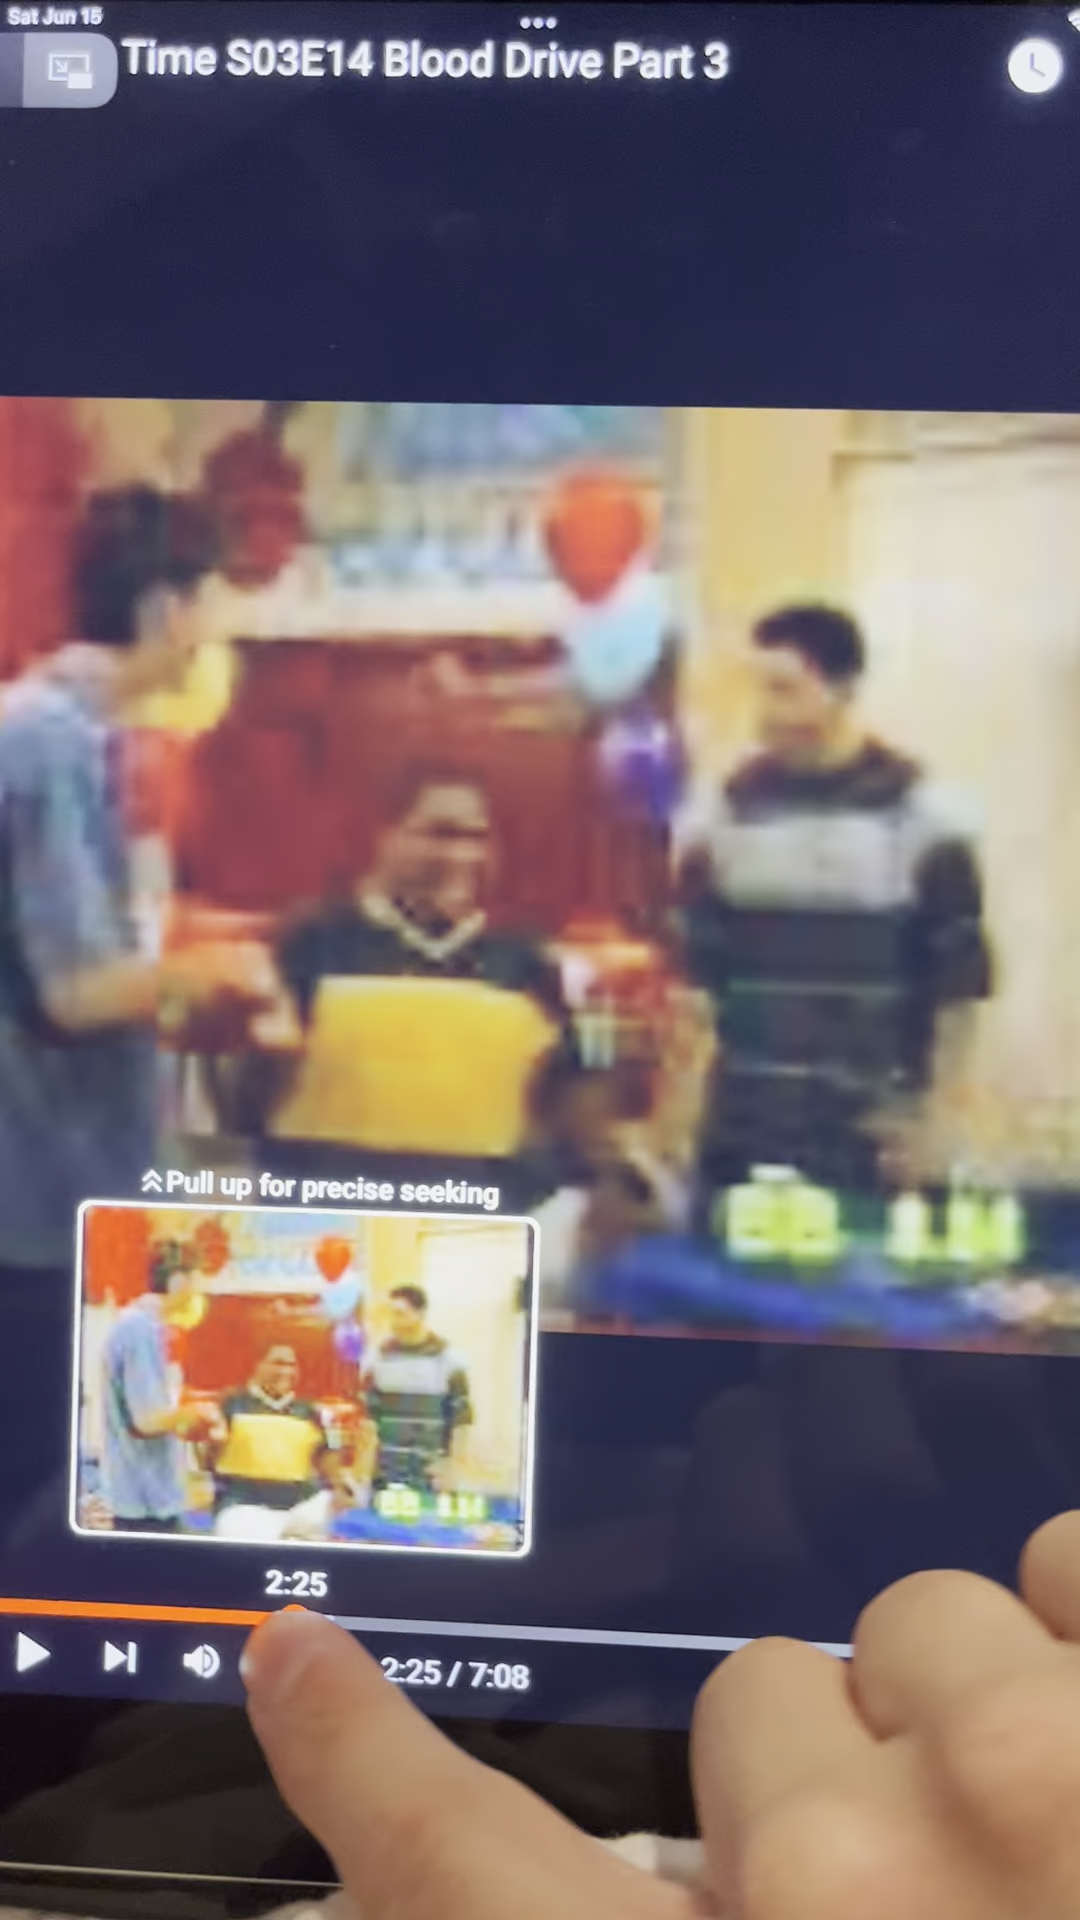 Sat Jun 15
Time S03E14 Blood Drive Part 3
Pull up for precise seeking
2:25
2:25 / 7:08